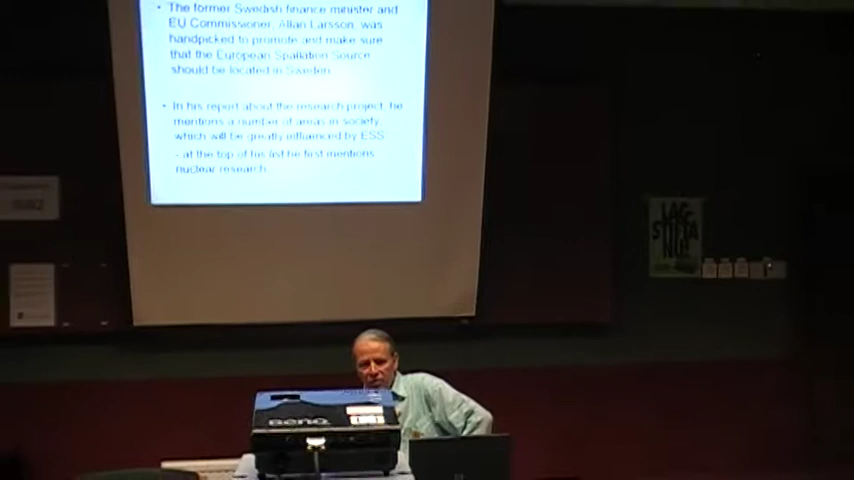 • The former Swedish finance minister and
EU Commissioner, Allan Larsson, was
handpicked to promote and make sure
that the European Spallation Source
should be located in Sweden.
• In his report about the research project, he
mentions a number of areas in society,
which will be greatly influenced by ESS
- at the top of his list he first mentions
nuclear research.
LÄGG
NU!
BenQ